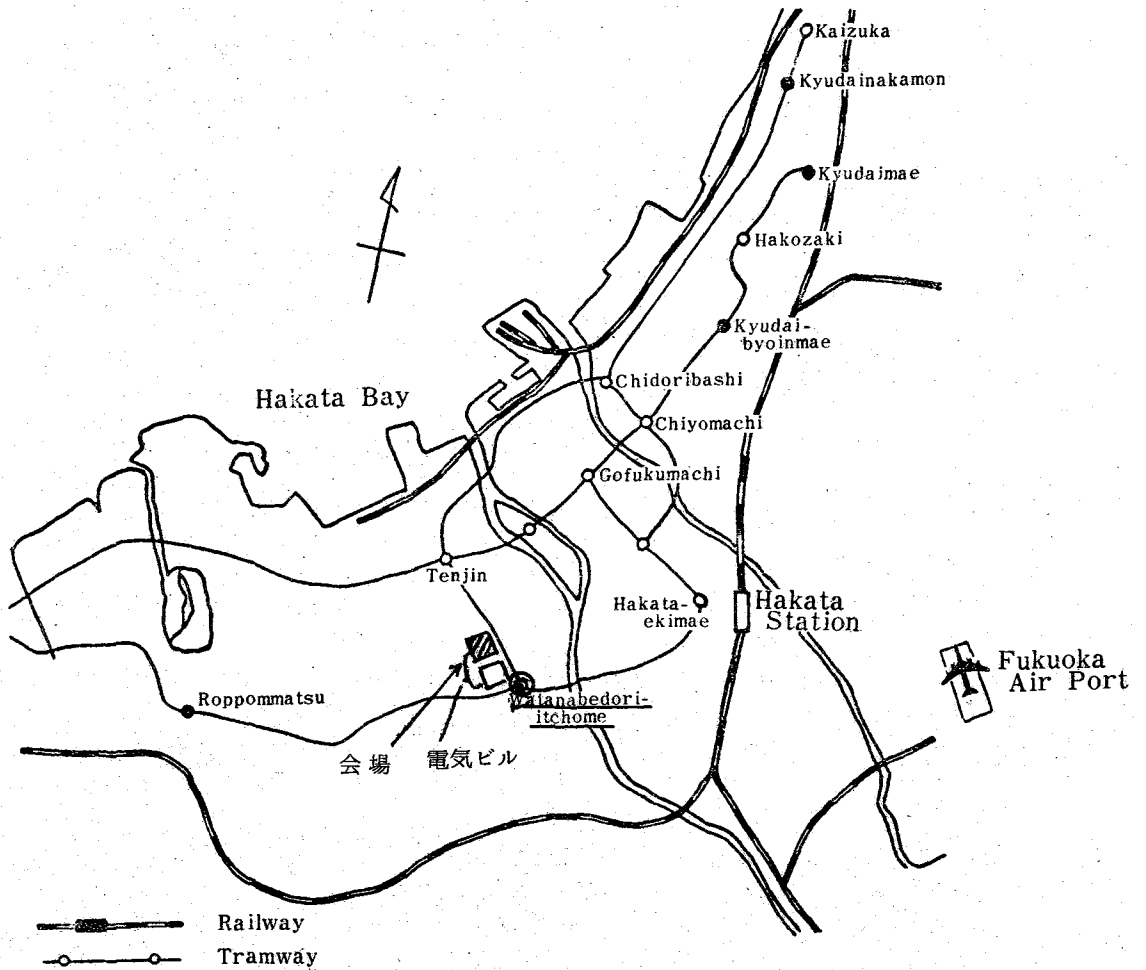 Kaizuka
Kyudainakamon
Kyudaimae
Hakozaki
Kyudai-
byoinmae
Chidoribashi
Hakata Bay
Chiyomachi
Gofukumachi
Tenjin
Hakata-
ekimae
Hakata
Station
Fukuoka
Air Port
Roppommatsu
Watanabedori-
itchome
会場
電気ビル
Railway
Tramway